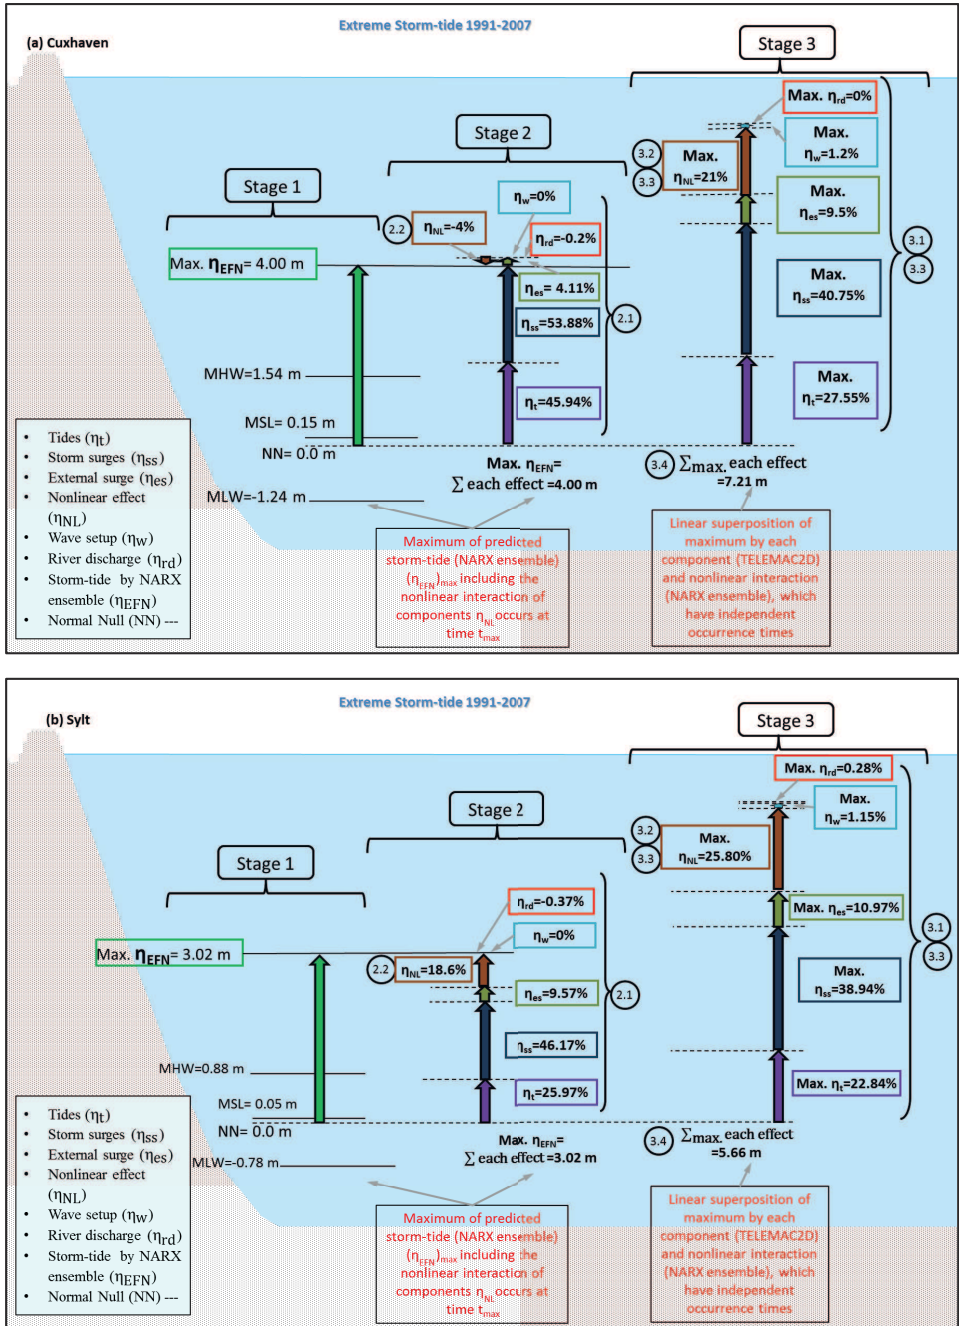 Extreme Storm-tide 1991-2007
(a) Cuxhaven
Stage 3
Max. ηrd=0%
Stage 2
Max.
ηw=1.2%
3.2
3.3
Max.
ηNL=21%
Stage 1
ηw=0%
Max.
ηes=9.5%
2.2
ηNL=-4%
ηrd=-0.2%
3.1
3.3
Max. ηEFN= 4.00 m
ηes= 4.11%
Max.
ηss=40.75%
ηss=53.88%
2.1
MHW=1.54 m
Max.
ηt=27.55%
ηt=45.94%
MSL= 0.15 m
NN= 0.0 m
MLW=-1.24 m
Max. ηEFN=
∑ each effect =4.00 m
3.4
∑max. each effect
=7.21 m
• Tides (ηt)
• Storm surges (ηss)
• External surge (ηes)
• Nonlinear effect
(ηNL)
• Wave setup (ηw)
• River discharge (ηrd)
• Storm-tide by NARX
ensemble (ηEFN)
• Normal Null (NN) ---
Maximum of predicted
storm-tide (NARX ensemble)
(ηEFN)max including the
nonlinear interaction of
components ηNL occurs at
time tmax
Linear superposition of
maximum by each
component (TELEMAC2D)
and nonlinear interaction
(NARX ensemble), which
have independent
occurrence times
Extreme Storm-tide 1991-2007
(b) Sylt
Stage 3
Max. ηrd=0.28%
Stage 2
Max.
ηw=1.15%
3.2
3.3
Max.
ηNL=25.80%
Stage 1
ηrd=-0.37%
Max. ηes=10.97%
ηw=0%
3.1
3.3
Max. ηEFN= 3.02 m
2.2
ηNL=18.6%
Max.
ηss=38.94%
ηes=9.57%
2.1
ηss=46.17%
MHW=0.88 m
ηt=25.97%
Max. ηt=22.84%
MSL= 0.05 m
NN= 0.0 m
MLW=-0.78 m
Max. ηEFN=
∑ each effect =3.02 m
3.4
∑max. each effect
=5.66 m
• Tides (ηt)
• Storm surges (ηss)
• External surge (ηes)
• Nonlinear effect
(ηNL)
• Wave setup (ηw)
• River discharge (ηrd)
• Storm-tide by NARX
ensemble (ηEFN)
• Normal Null (NN) ---
Maximum of predicted
storm-tide (NARX ensemble)
(ηEFN)max including the
nonlinear interaction of
components ηNL occurs at
time tmax
Linear superposition of
maximum by each
component (TELEMAC2D)
and nonlinear interaction
(NARX ensemble), which
have independent
occurrence times